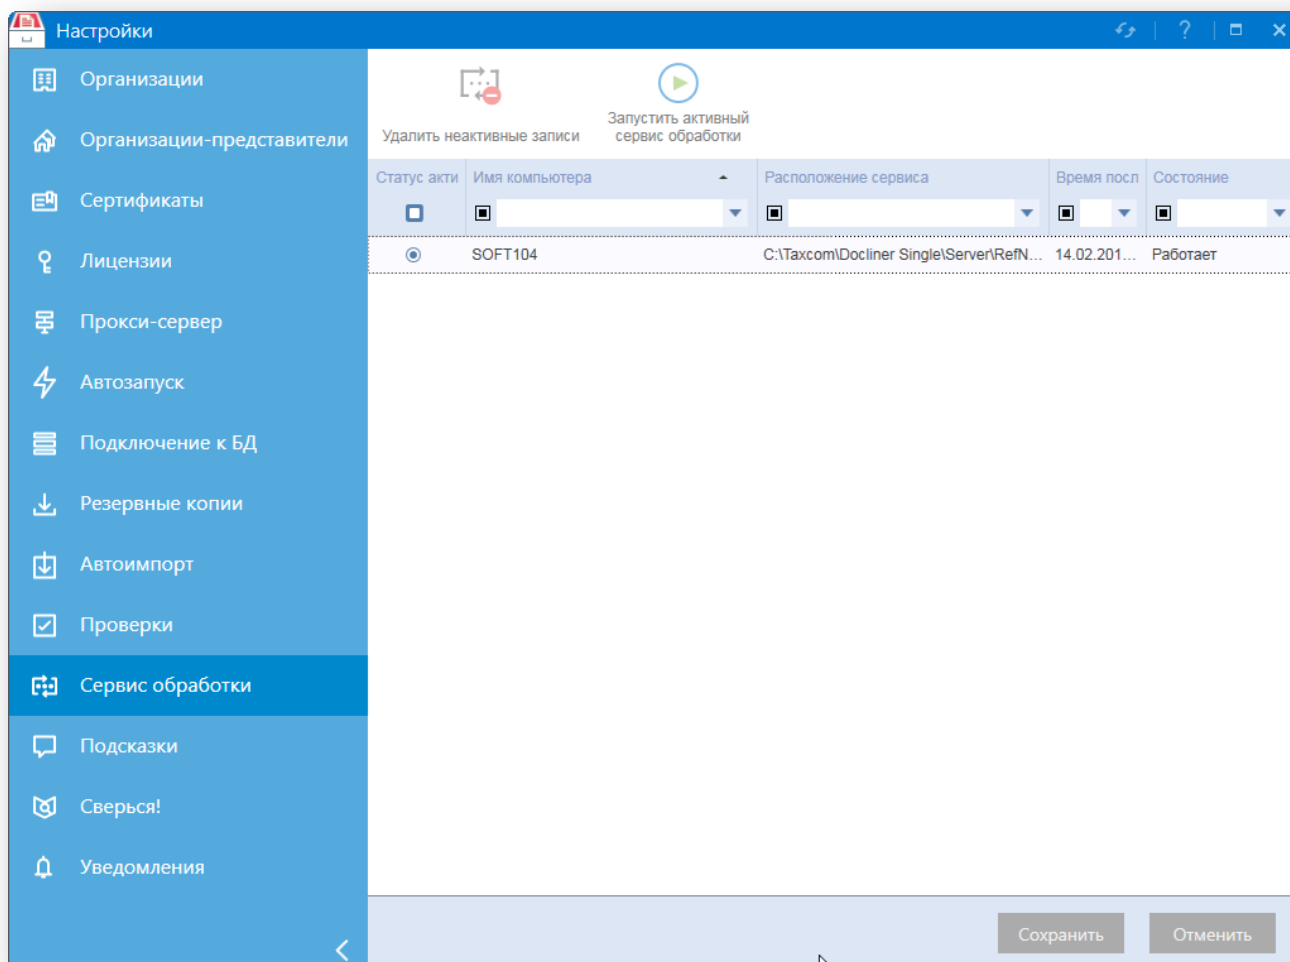 Настройки
?
Организации
Организации-представители
Сертификаты
Лицензии
Прокси-сервер
Автозапуск
Подключение к БД
Резервные копии
Автоимпорт
Проверки
Сервис обработки
Подсказки
Сверься!
Уведомления
Удалить неактивные записи
Запустить активный
сервис обработки
Статус акти Имя компьютера Расположение сервиса Время посл Состояние
SOFT104 C:\Taxcom\Docliner Single\Server\RefN... 14.02.201... Работает
Сохранить Отменить